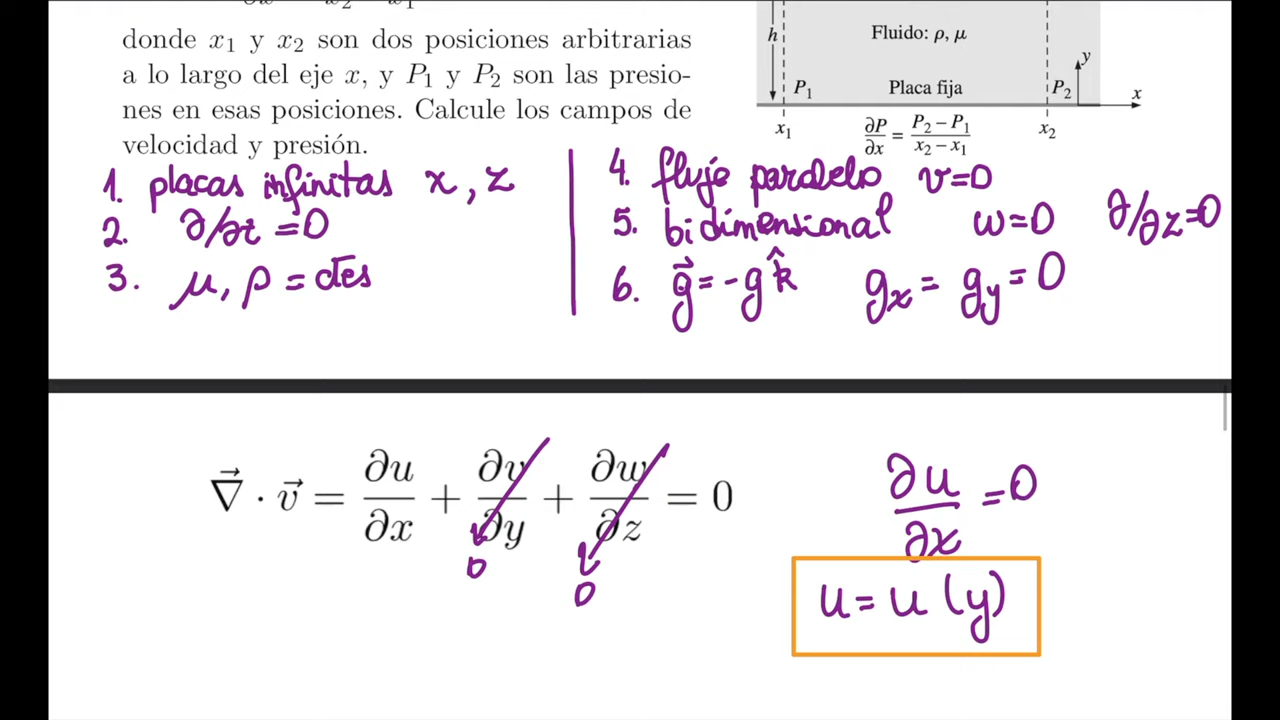 donde x₁ y x₂ son dos posiciones arbitrarias
a lo largo del eje x, y P₁ y P₂ son las presio-
nes en esas posiciones. Calcule los campos de
velocidad y presión.
h
Fluido: ρ, μ
P₁ Placa fija P₂
y
x
x₁ x₂
∂P/∂x = (P₂ − P₁)/(x₂ − x₁)
1. placas infinitas x, z
2. ∂/∂t = 0
3. μ, ρ = ctes
4. flujo paralelo v=0
5. bidimensional w=0 ∂/∂z=0
6. g⃗ = -g k̂ gₓ = g_y = 0
∇⃗ · v⃗ = ∂u/∂x + ∂v/∂y + ∂w/∂z = 0
0 0
∂u/∂x = 0
u = u (y)